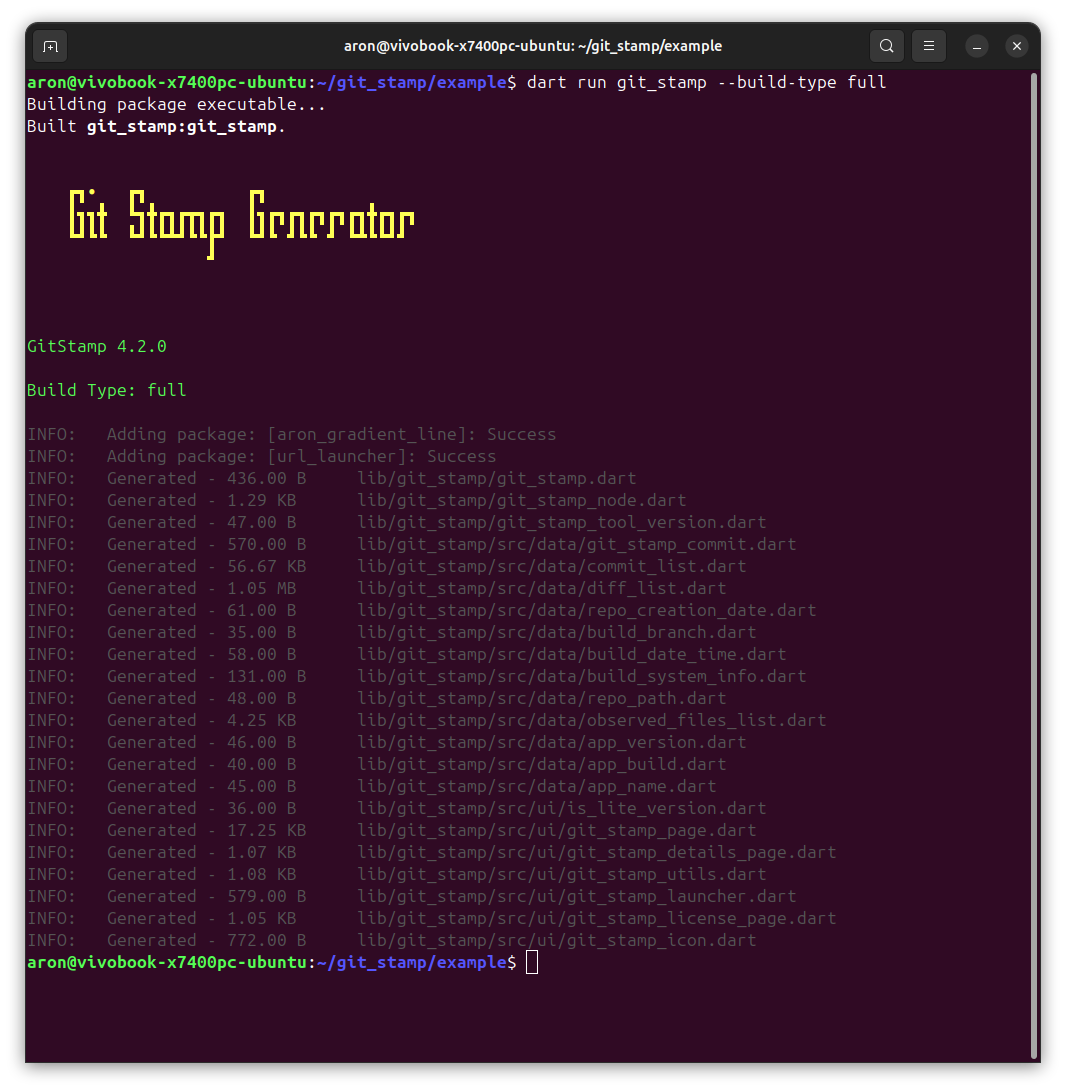 aron@vivobook-x7400pc-ubuntu: ~/git_stamp/example
aron@vivobook-x7400pc-ubuntu:~/git_stamp/example$ dart run git_stamp --build-type full
Building package executable...
Built git_stamp:git_stamp.
Git Stamp Generator
GitStamp 4.2.0
Build Type: full
INFO:   Adding package: [aron_gradient_line]: Success
INFO:   Adding package: [url_launcher]: Success
INFO:   Generated - 436.00 B     lib/git_stamp/git_stamp.dart
INFO:   Generated - 1.29 KB      lib/git_stamp/git_stamp_node.dart
INFO:   Generated - 47.00 B      lib/git_stamp/git_stamp_tool_version.dart
INFO:   Generated - 570.00 B     lib/git_stamp/src/data/git_stamp_commit.dart
INFO:   Generated - 56.67 KB     lib/git_stamp/src/data/commit_list.dart
INFO:   Generated - 1.05 MB      lib/git_stamp/src/data/diff_list.dart
INFO:   Generated - 61.00 B      lib/git_stamp/src/data/repo_creation_date.dart
INFO:   Generated - 35.00 B      lib/git_stamp/src/data/build_branch.dart
INFO:   Generated - 58.00 B      lib/git_stamp/src/data/build_date_time.dart
INFO:   Generated - 131.00 B     lib/git_stamp/src/data/build_system_info.dart
INFO:   Generated - 48.00 B      lib/git_stamp/src/data/repo_path.dart
INFO:   Generated - 4.25 KB      lib/git_stamp/src/data/observed_files_list.dart
INFO:   Generated - 46.00 B      lib/git_stamp/src/data/app_version.dart
INFO:   Generated - 40.00 B      lib/git_stamp/src/data/app_build.dart
INFO:   Generated - 45.00 B      lib/git_stamp/src/data/app_name.dart
INFO:   Generated - 36.00 B      lib/git_stamp/src/ui/is_lite_version.dart
INFO:   Generated - 17.25 KB     lib/git_stamp/src/ui/git_stamp_page.dart
INFO:   Generated - 1.07 KB      lib/git_stamp/src/ui/git_stamp_details_page.dart
INFO:   Generated - 1.08 KB      lib/git_stamp/src/ui/git_stamp_utils.dart
INFO:   Generated - 579.00 B     lib/git_stamp/src/ui/git_stamp_launcher.dart
INFO:   Generated - 1.05 KB      lib/git_stamp/src/ui/git_stamp_license_page.dart
INFO:   Generated - 772.00 B     lib/git_stamp/src/ui/git_stamp_icon.dart
aron@vivobook-x7400pc-ubuntu:~/git_stamp/example$